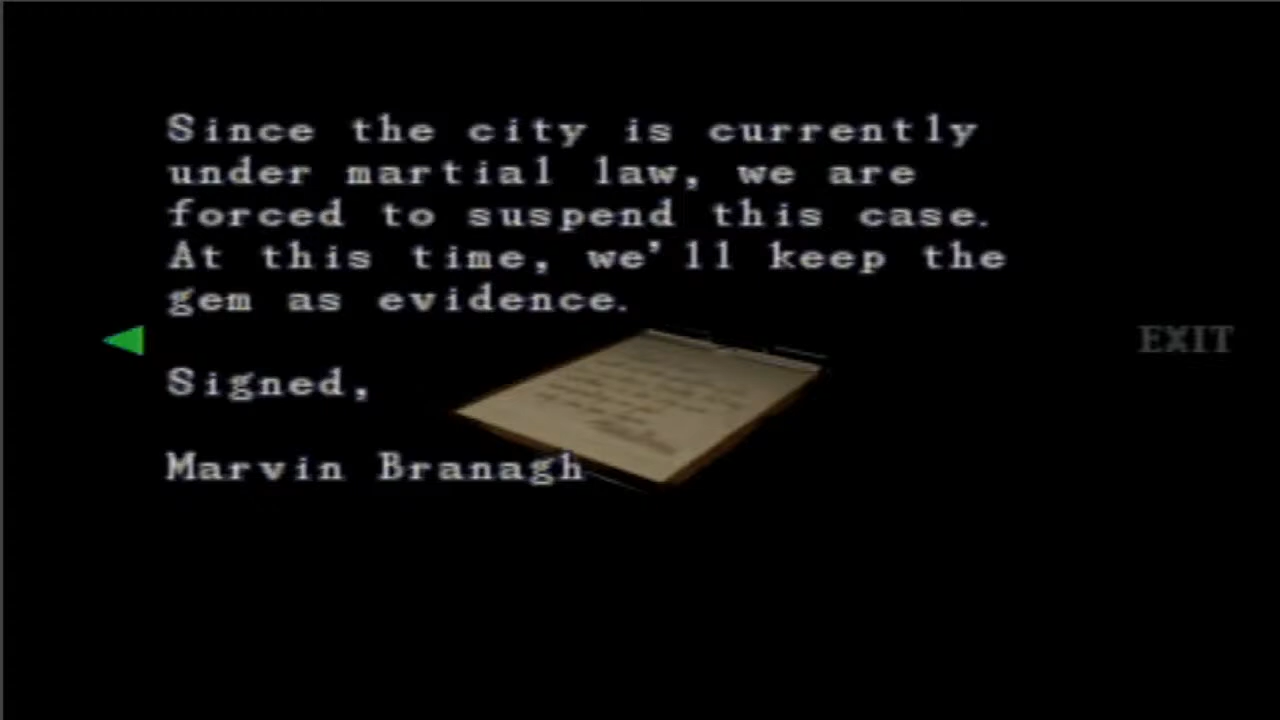 Since the city is currently
under martial law, we are
forced to suspend this case.
At this time, we'll keep the
gem as evidence.
EXIT
Signed,
Marvin Branagh